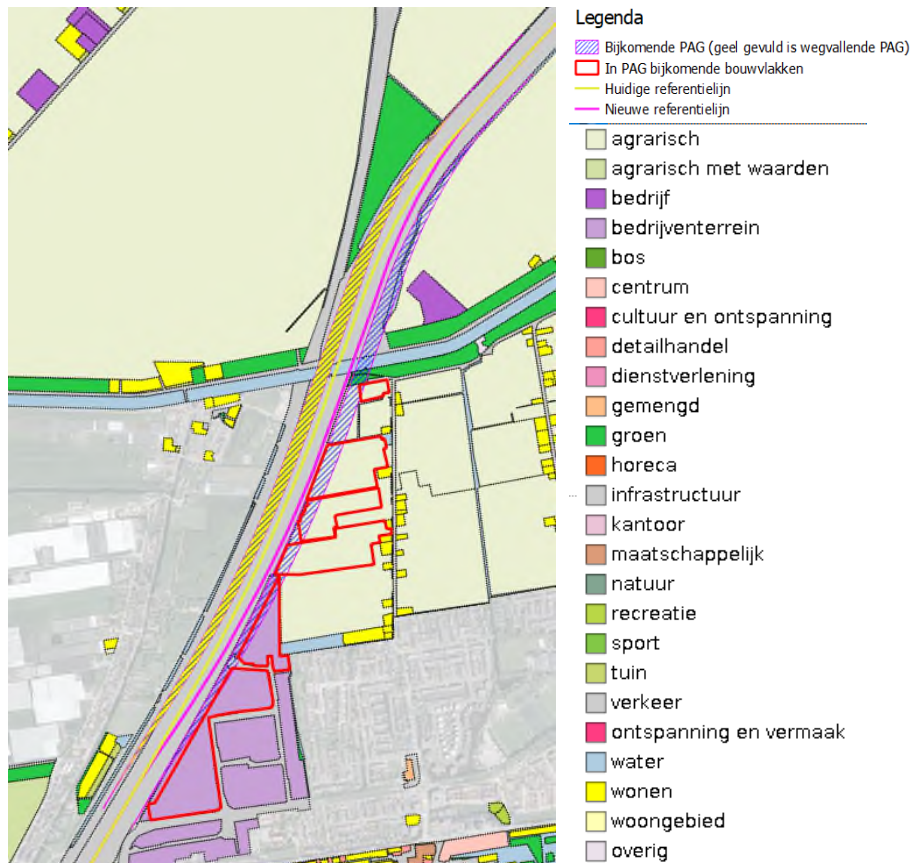 Legenda
Bijkomende PAG (geel gevuld is wegvallende PAG)
In PAG bijkomende bouwvlakken
Huidige referentielijn
Nieuwe referentielijn
agrarisch
agrarisch met waarden
bedrijf
bedrijventerrein
bos
centrum
cultuur en ontspanning
detailhandel
dienstverlening
gemengd
groen
horeca
infrastructuur
kantoor
maatschappelijk
natuur
recreatie
sport
tuin
verkeer
ontspanning en vermaak
water
wonen
woongebied
overig